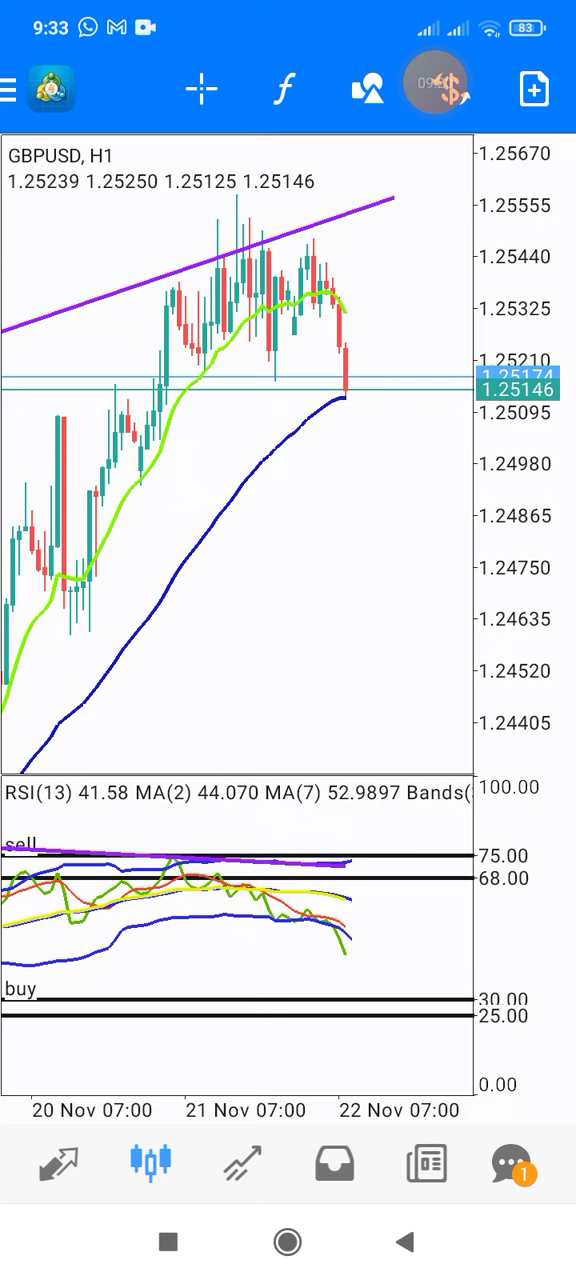 9:33
83
GBPUSD, H1
1.25239 1.25250 1.25125 1.25146
1.25670
1.25555
1.25440
1.25325
1.25210
1.25174
1.25146
1.25095
1.24980
1.24865
1.24750
1.24635
1.24520
1.24405
RSI(13) 41.58 MA(2) 44.070 MA(7) 52.9897 Bands(
100.00
sell
75.00
68.00
buy
30.00
25.00
0.00
20 Nov 07:00
21 Nov 07:00
22 Nov 07:00
1